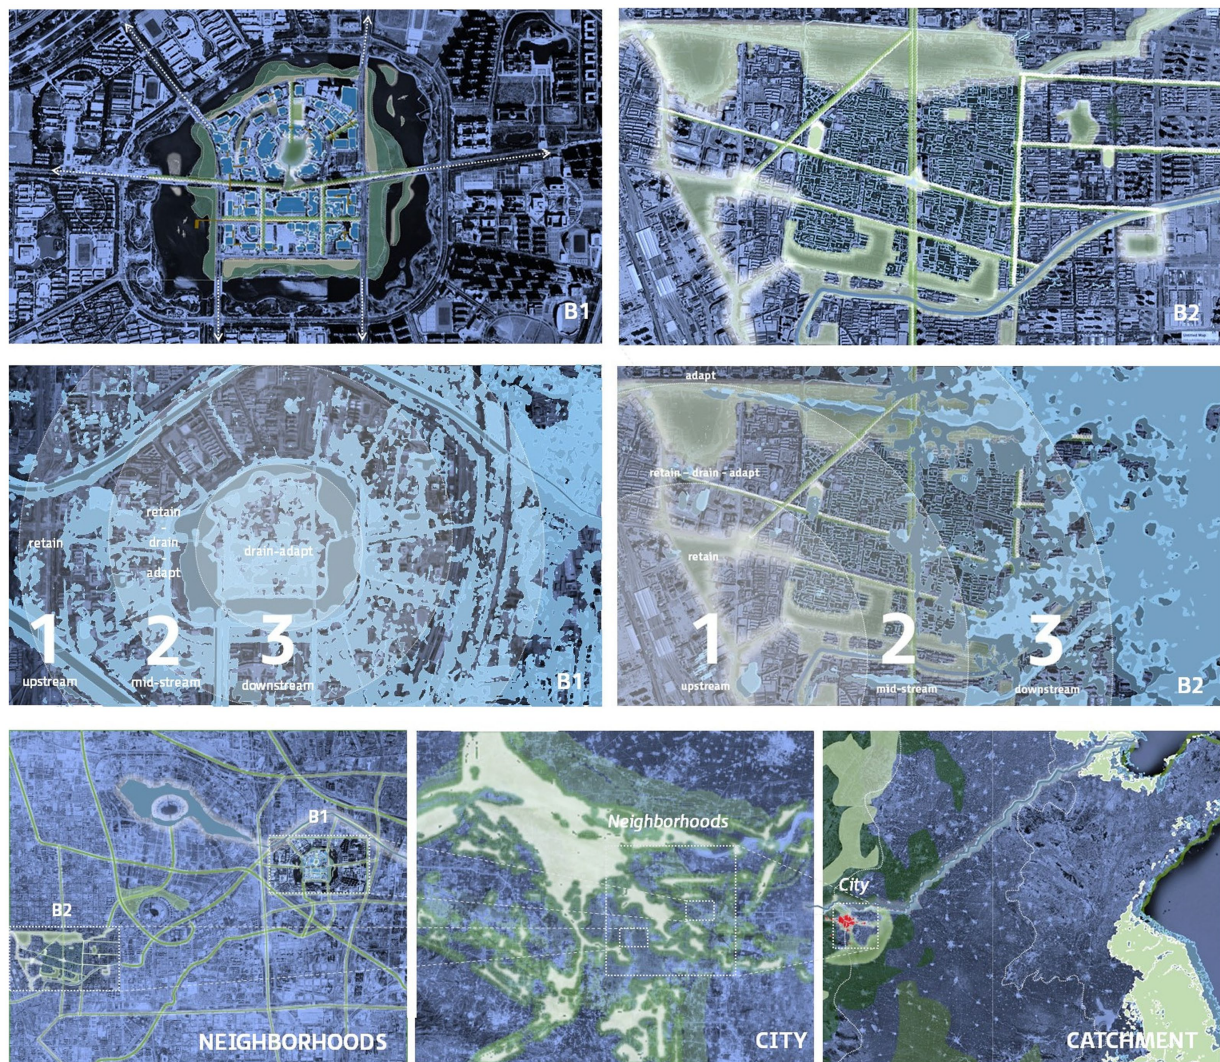 B1
B2
retain
retain
-
drain
-
adapt
drain-adapt
1
2
3
upstream
mid-stream
downstream
B1
adapt
retain - drain - adapt
retain
1
2
3
upstream
mid-stream
downstream
B2
B1
B2
NEIGHBORHOODS
Neighborhoods
CITY
City
CATCHMENT